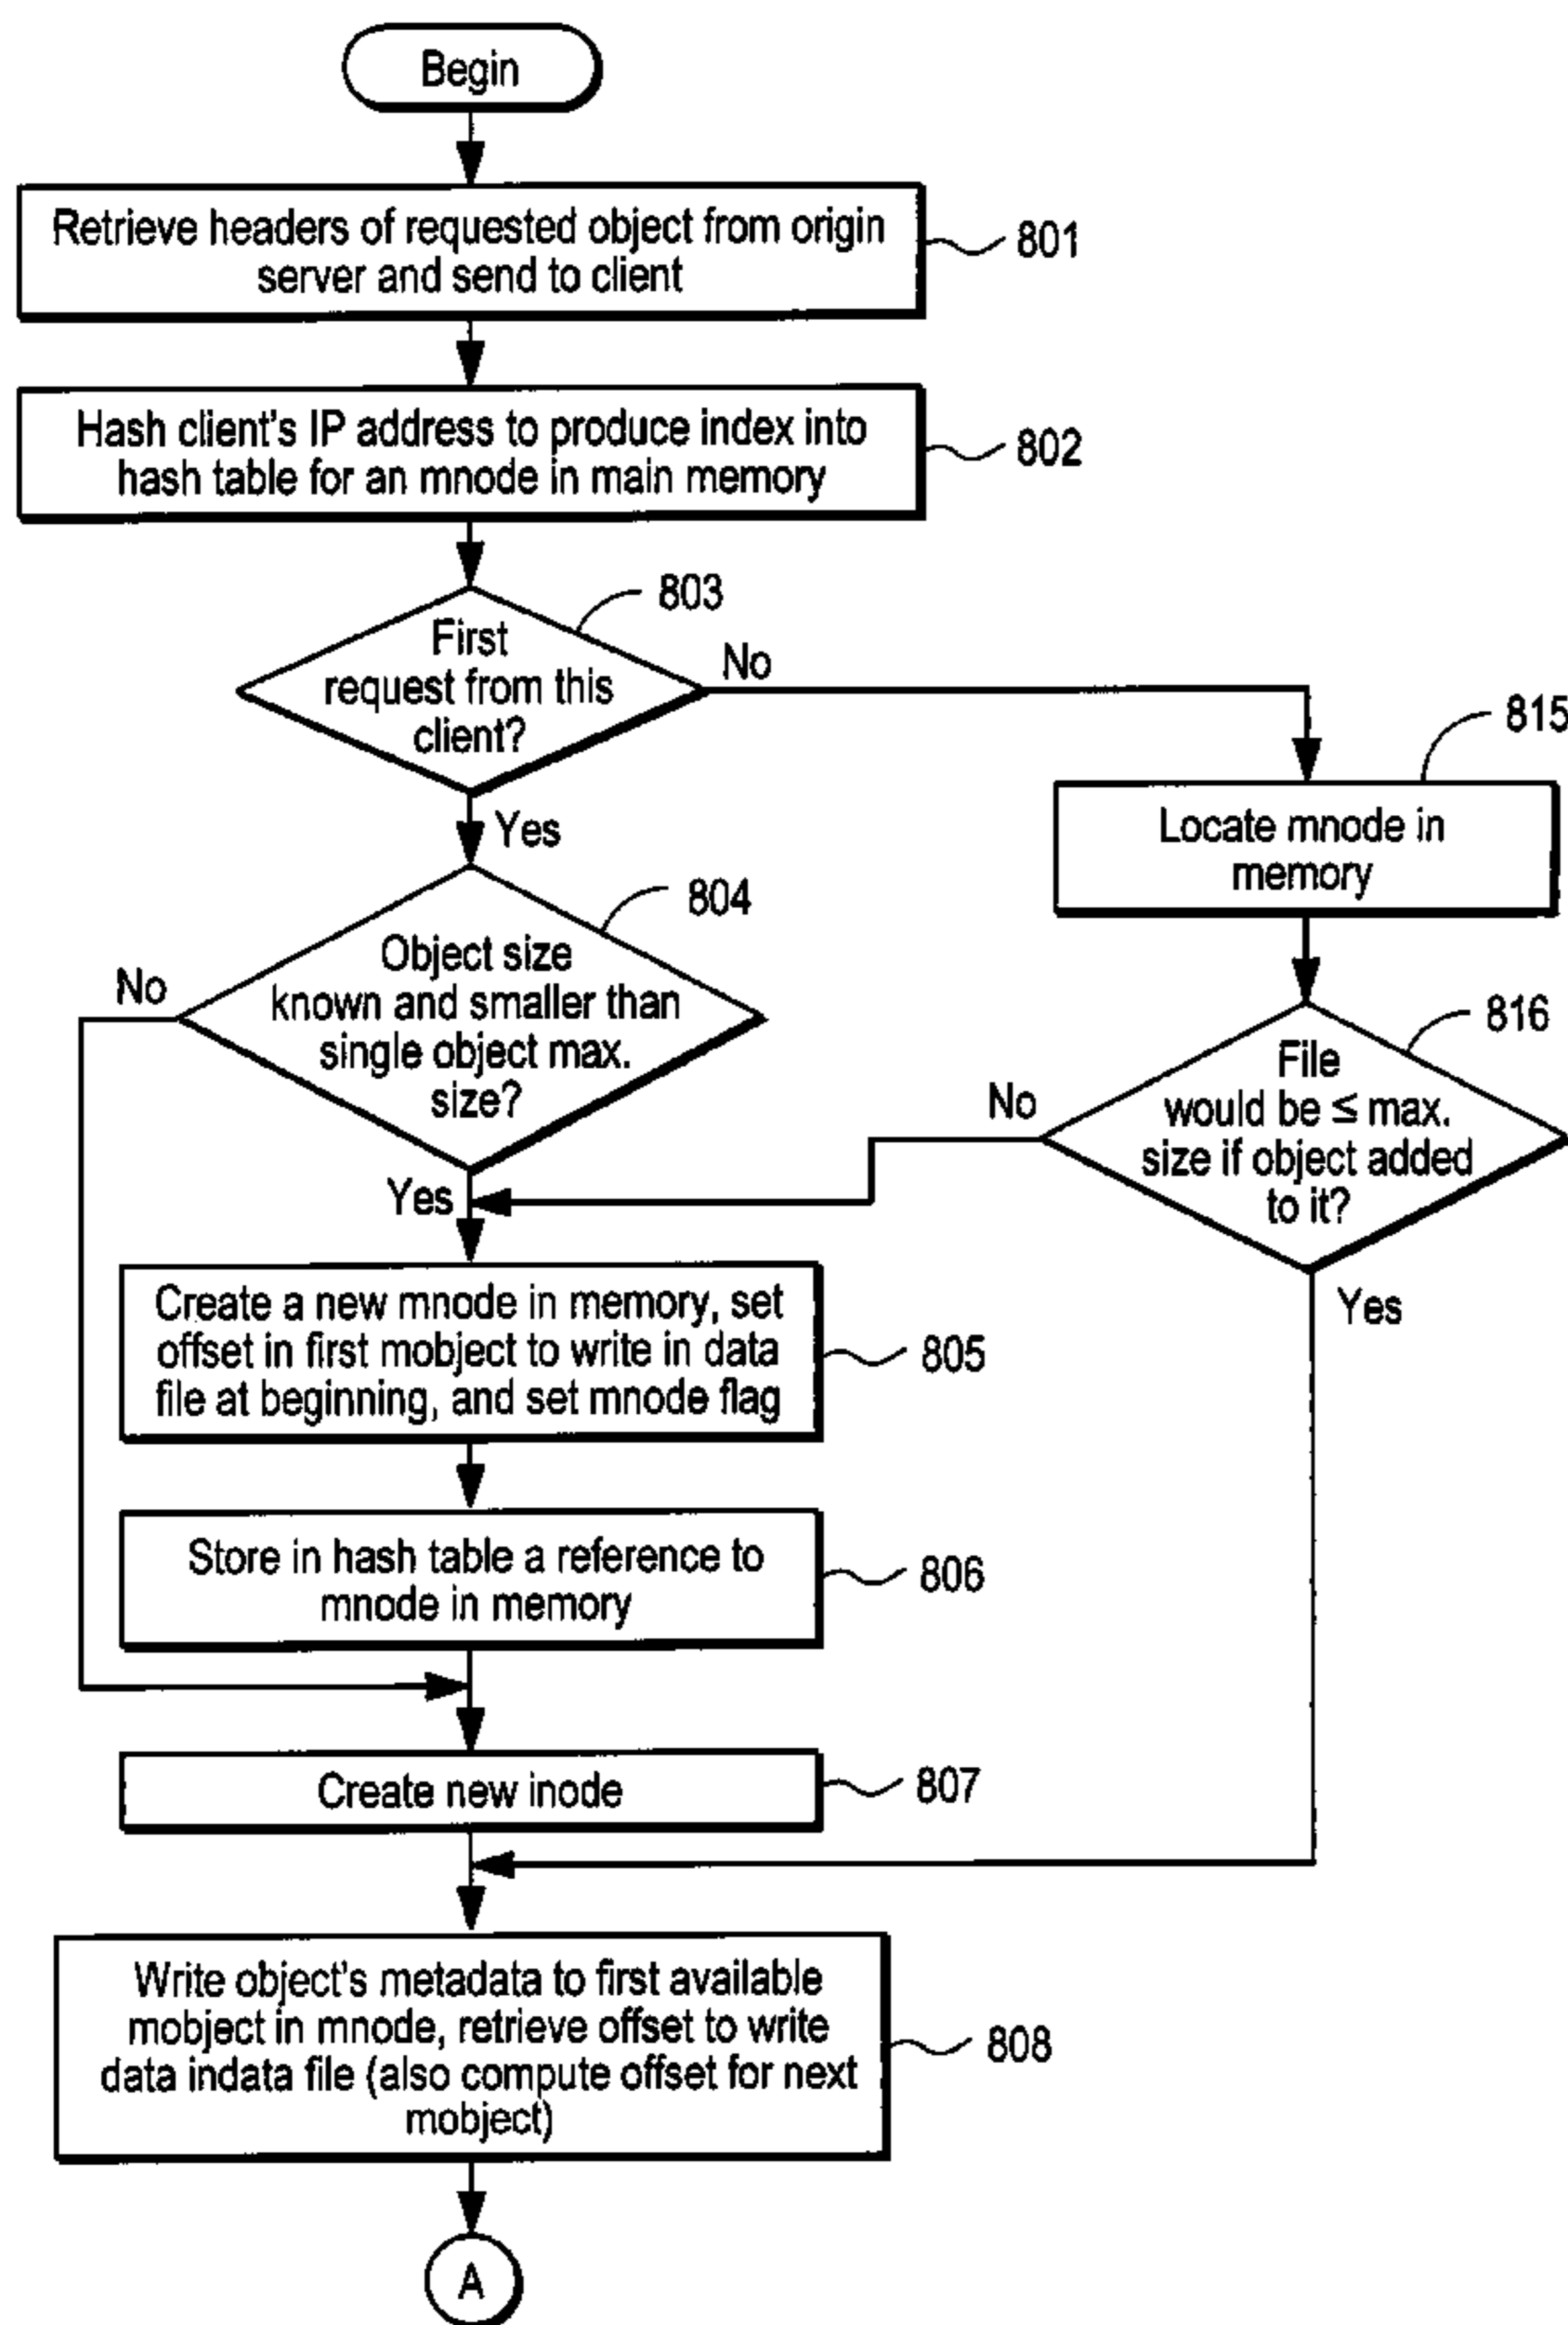 Begin
Retrieve headers of requested object from origin
server and send to client
801
Hash client's IP address to produce index into
hash table for an mnode in main memory
802
803
First
request from this
client?
No
Yes
815
Locate mnode in
memory
804
Object size
known and smaller than
single object max.
size?
No
Yes
816
File
would be ≤ max.
size if object added
to it?
No
Yes
Create a new mnode in memory, set
offset in first mobject to write in data
file at beginning, and set mnode flag
805
Store in hash table a reference to
mnode in memory
806
Create new inode
807
Write object's metadata to first available
mobject in mnode, retrieve offset to write
data indata file (also compute offset for next
mobject)
808
A